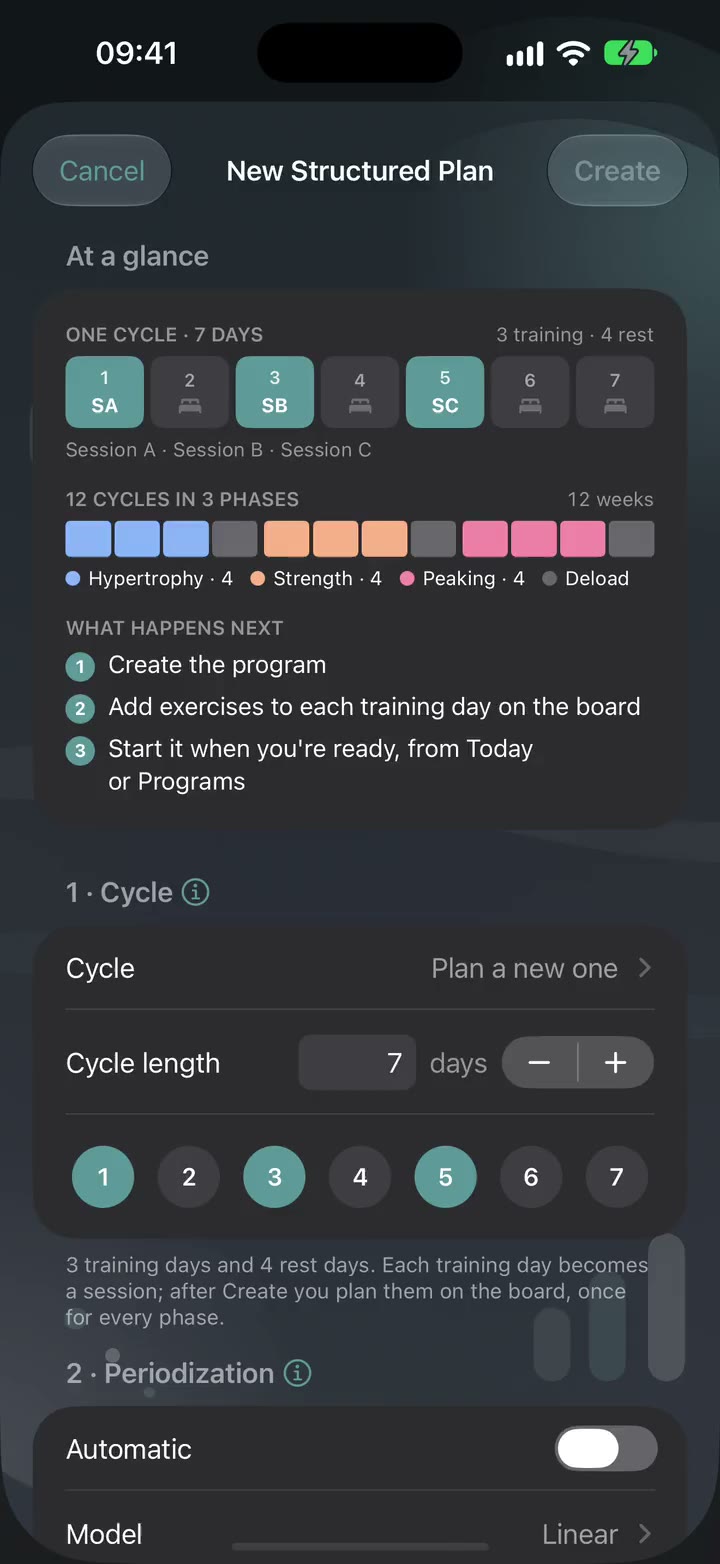 09:41
Cancel New Structured Plan Create
At a glance
ONE CYCLE · 7 DAYS 3 training · 4 rest
1 2 3 4 5 6 7
SA SB SC
Session A · Session B · Session C
12 CYCLES IN 3 PHASES 12 weeks
Hypertrophy · 4 Strength · 4 Peaking · 4 Deload
WHAT HAPPENS NEXT
1 Create the program
2 Add exercises to each training day on the board
3 Start it when you're ready, from Today
or Programs
1 · Cycle
Cycle Plan a new one
Cycle length 7 days − +
1 2 3 4 5 6 7
3 training days and 4 rest days. Each training day becomes
a session; after Create you plan them on the board, once
for every phase.
2 · Periodization
Automatic
Model Linear